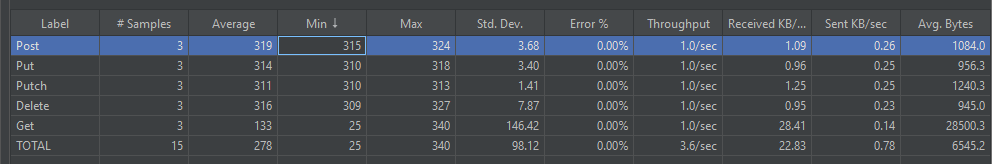 Label # Samples Average Min ↓ Max Std. Dev. Error % Throughput Received KB/... Sent KB/sec Avg. Bytes
Post 3 319 315 324 3.68 0.00% 1.0/sec 1.09 0.26 1084.0
Put 3 314 310 318 3.40 0.00% 1.0/sec 0.96 0.25 956.3
Putch 3 311 310 313 1.41 0.00% 1.0/sec 1.25 0.25 1240.3
Delete 3 316 309 327 7.87 0.00% 1.0/sec 0.95 0.23 945.0
Get 3 133 25 340 146.42 0.00% 1.0/sec 28.41 0.14 28500.3
TOTAL 15 278 25 340 98.12 0.00% 3.6/sec 22.83 0.78 6545.2